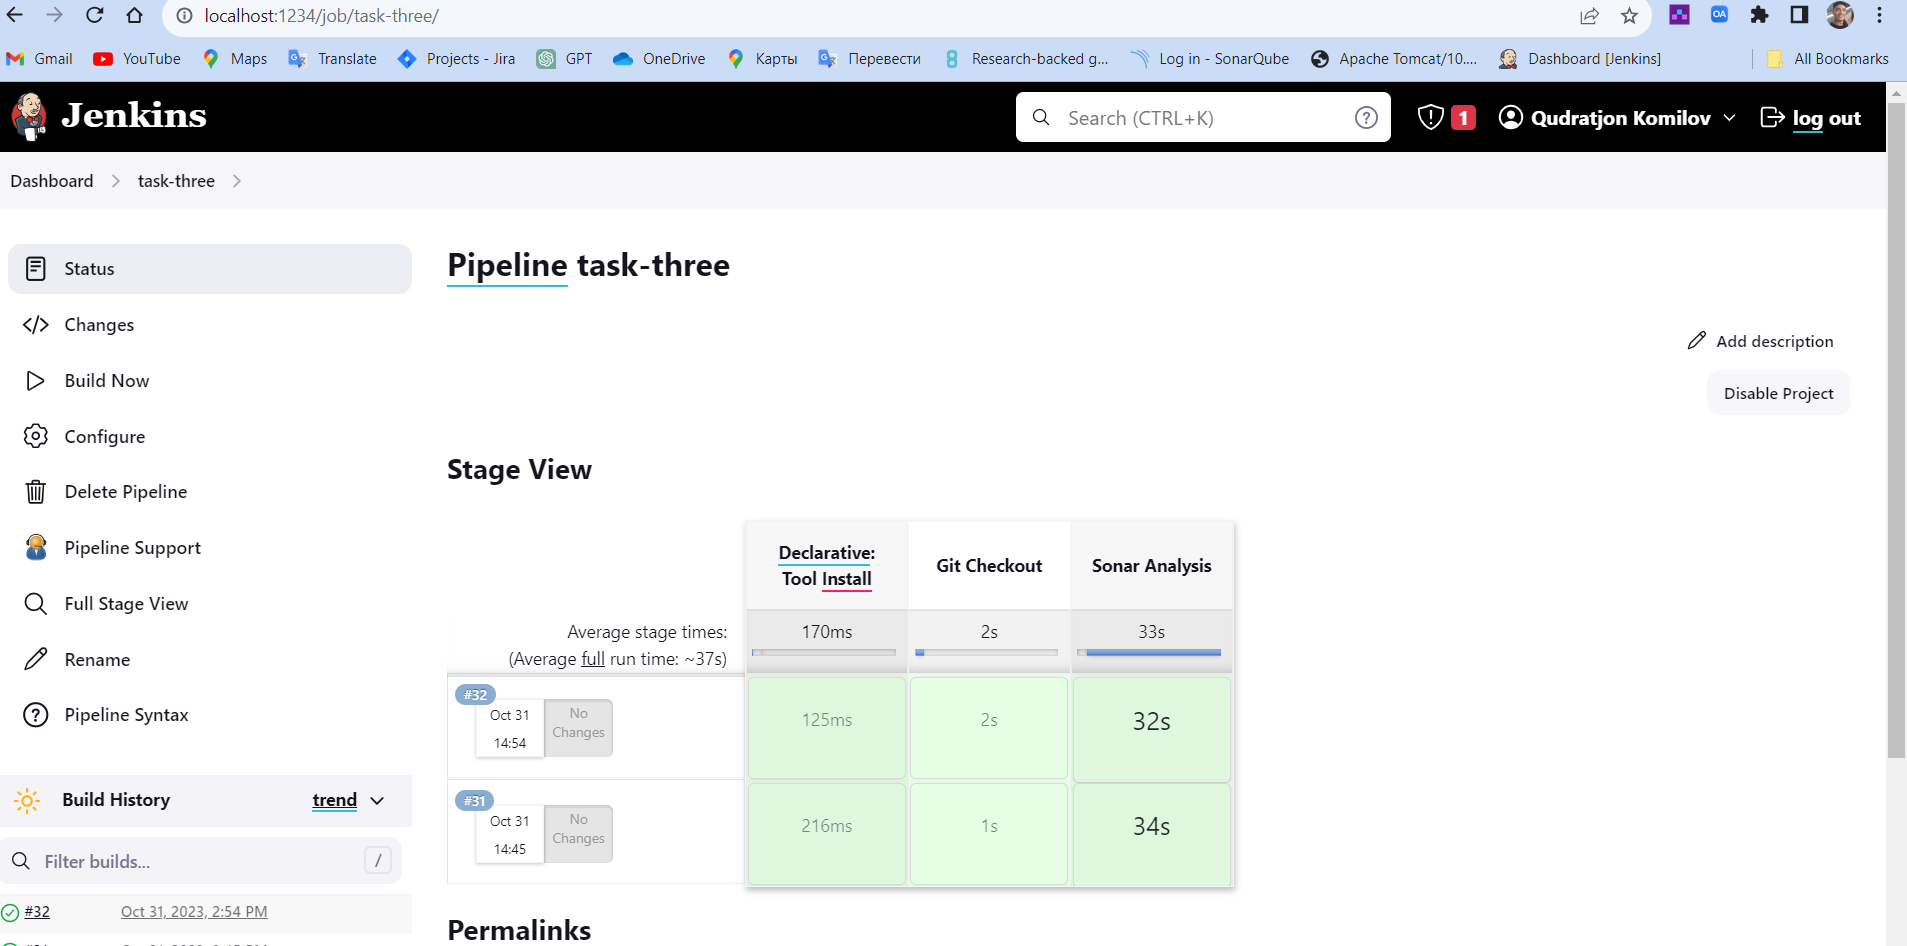 localhost:1234/job/task-three/
OA
Gmail
YouTube
Maps
Translate
Projects - Jira
GPT
OneDrive
Карты
Перевести
Research-backed g...
Log in - SonarQube
Apache Tomcat/10....
Dashboard [Jenkins]
All Bookmarks
Jenkins
Search (CTRL+K)
?
1
Qudratjon Komilov
log out
Dashboard
task-three
Status
Changes
Build Now
Configure
Delete Pipeline
Pipeline Support
Full Stage View
Rename
Pipeline Syntax
Build History
trend
Filter builds...
/
#32
Oct 31, 2023, 2:54 PM
Pipeline task-three
Add description
Disable Project
Stage View
Declarative:
Tool Install
Git Checkout
Sonar Analysis
Average stage times:
(Average full run time: ~37s)
170ms
2s
33s
#32
Oct 31
14:54
No
Changes
125ms
2s
32s
#31
Oct 31
14:45
No
Changes
216ms
1s
34s
Permalinks